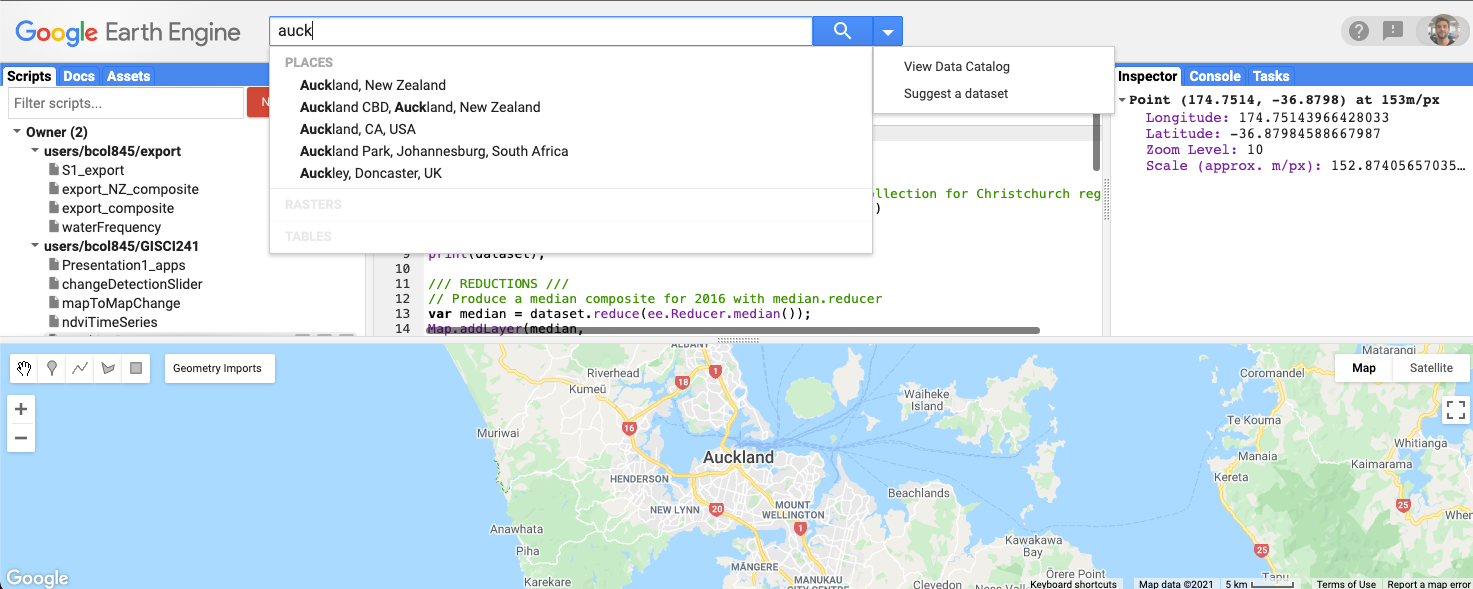 Google Earth Engine
auck
PLACES
Auckland, New Zealand
Auckland CBD, Auckland, New Zealand
Auckland, CA, USA
Auckland Park, Johannesburg, South Africa
Auckley, Doncaster, UK
RASTERS
TABLES
View Data Catalog
Suggest a dataset
Scripts Docs Assets
Filter scripts...
N
Owner (2)
users/bcol845/export
S1_export
export_NZ_composite
export_composite
waterFrequency
users/bcol845/GISCI241
Presentation1_apps
changeDetectionSlider
mapToMapChange
ndviTimeSeries
llection for Christchurch reg
)
9 print(dataset);
10
11 /// REDUCTIONS ///
12 // Produce a median composite for 2016 with median.reducer
13 var median = dataset.reduce(ee.Reducer.median());
14 Map.addLayer(median,
Inspector Console Tasks
Point (174.7514, -36.8798) at 153m/px
Longitude: 174.75143966428033
Latitude: -36.87984588667987
Zoom Level: 10
Scale (approx. m/px): 152.87405657035…
Geometry Imports
+
−
Map Satellite
ALBANY
Matarangi
Riverhead
18
1
Coromandel
Kumeū
Waiheke
Island
16
Te Kouma
Muriwai
Whitianga
Auckland
Manaia
Kaimarama
HENDERSON
Kereta
Beachlands
NEW LYNN
20
MOUNT
WELLINGTON
25
When
1
Anawhata
Piha
Kawakawa
Bay
25
MĀNGERE
Ōrere Point
Tapu
Karekare
MANUKAU
CITY CENTRE
Clevedon
Google
Keyboard shortcuts
Map data ©2021
5 km
Terms of Use
Report a map error